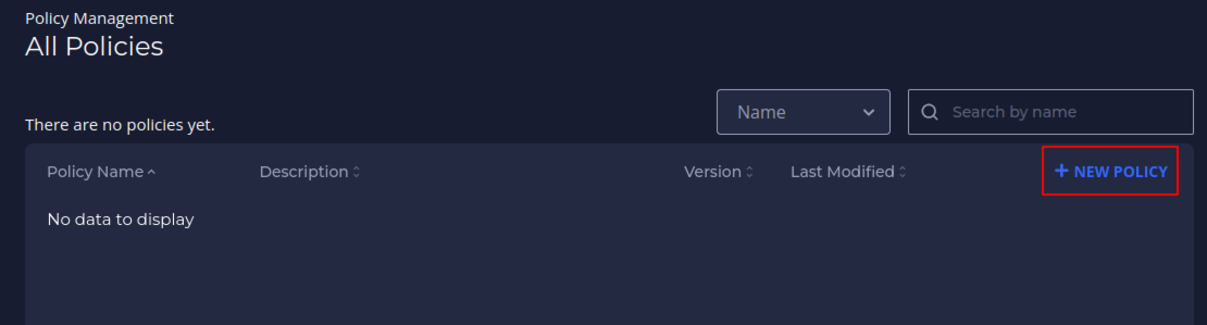 Policy Management
All Policies
Name
Search by name
There are no policies yet.
Policy Name Description Version Last Modified + NEW POLICY
No data to display